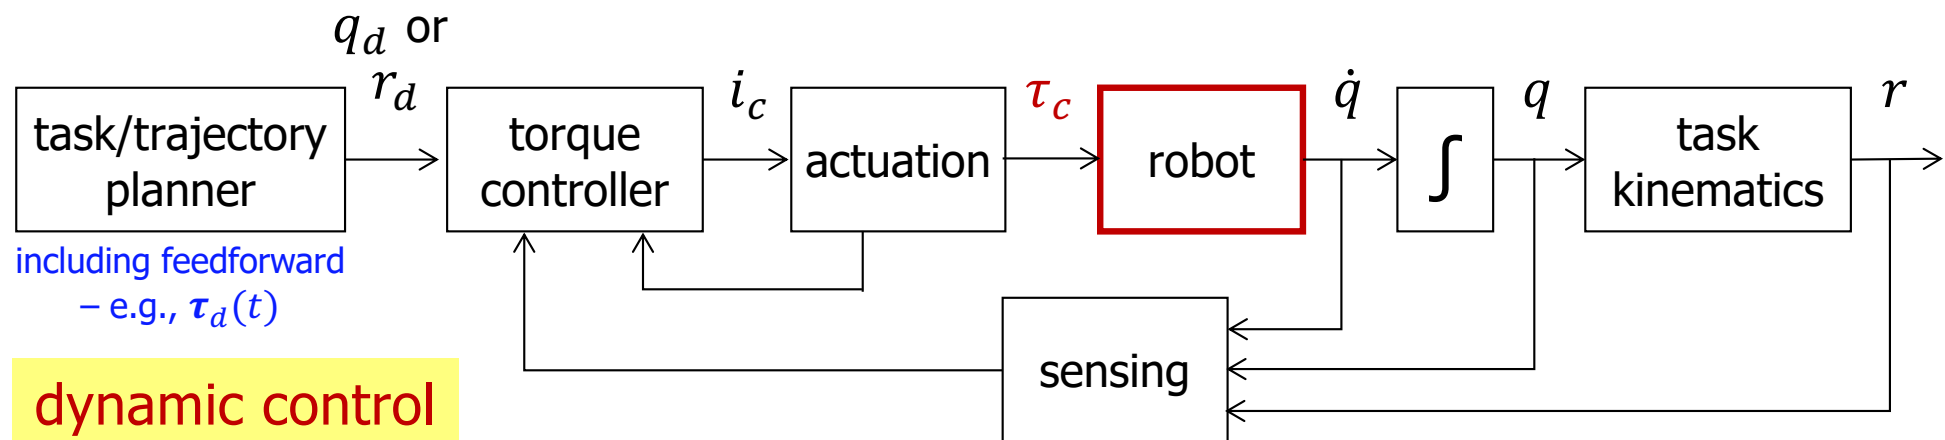 q_d or
r_d
i_c
τ_c
q̇
q
r
task/trajectory
planner
torque
controller
actuation
robot
∫
task
kinematics
including feedforward
– e.g., τ_d(t)
sensing
dynamic control